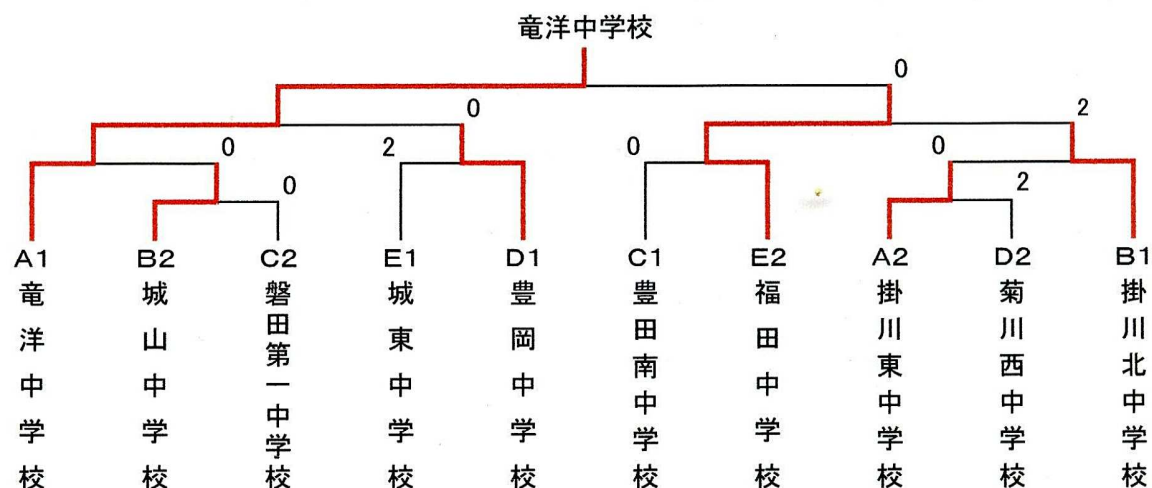 竜洋中学校
0
0
2
0
2
0
0
0
2
0
A1
B2
C2
E1
D1
C1
E2
A2
D2
B1
竜洋中学校
城山中学校
磐田第一中学校
城東中学校
豊岡中学校
豊田南中学校
福田中学校
掛川東中学校
菊川西中学校
掛川北中学校